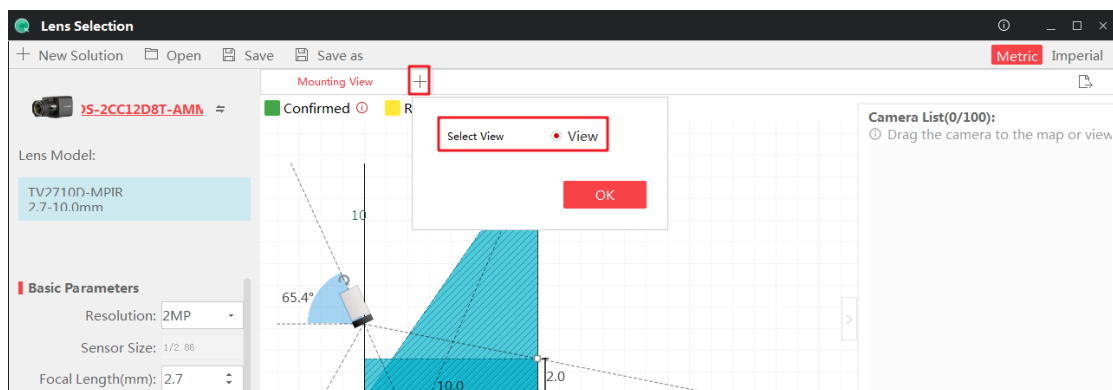 Lens Selection
New Solution Open Save Save as Metric Imperial
Mounting View
DS-2CC12D8T-AMM
Confirmed
Select View View
OK
Camera List(0/100):
Drag the camera to the map or view
Lens Model:
TV2710D-MPIR
2.7-10.0mm
10
65.4°
Basic Parameters
Resolution: 2MP
Sensor Size: 1/2.86
Focal Length(mm): 2.7
10.0
2.0